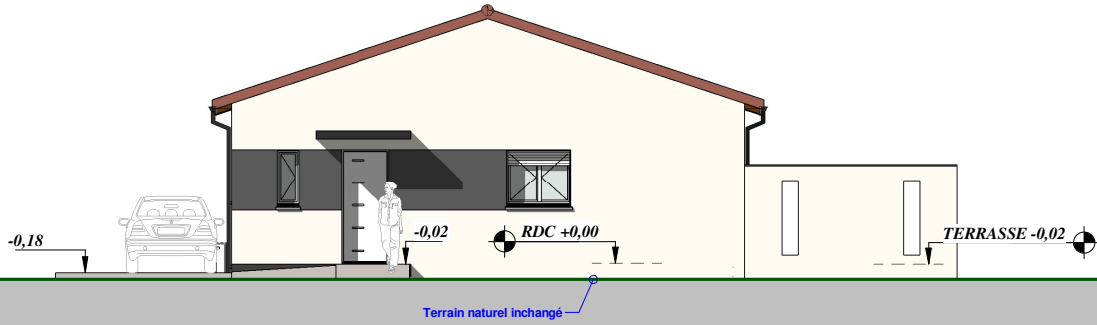 -0,18
-0,02
RDC +0,00
TERRASSE -0,02
Terrain naturel inchangé